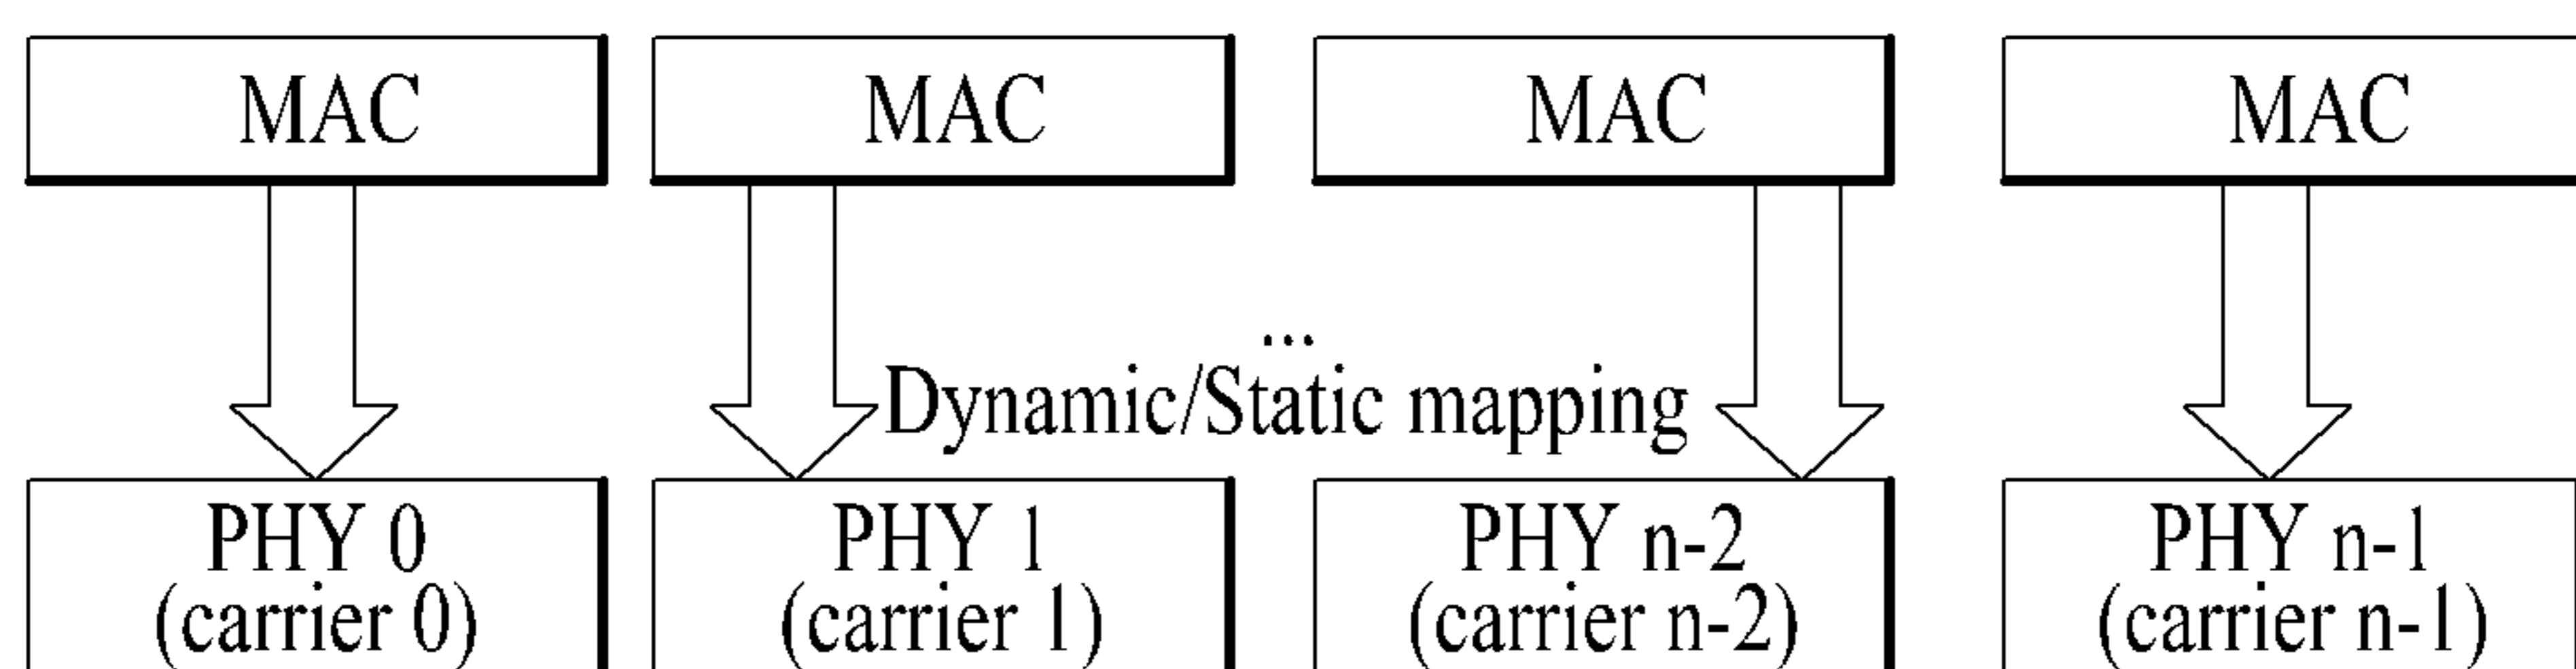 MAC MAC MAC MAC
...
Dynamic/Static mapping
PHY 0 PHY 1 PHY n-2 PHY n-1
(carrier 0) (carrier 1) (carrier n-2) (carrier n-1)